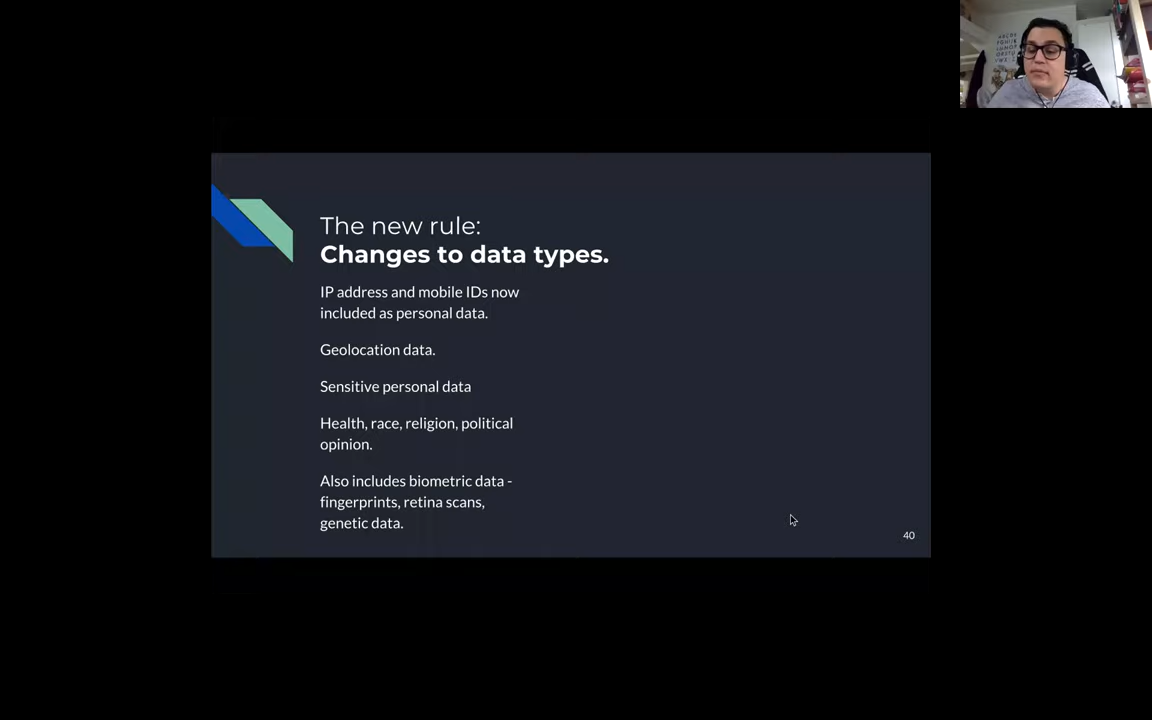 The new rule:
Changes to data types.
IP address and mobile IDs now
included as personal data.
Geolocation data.
Sensitive personal data
Health, race, religion, political
opinion.
Also includes biometric data -
fingerprints, retina scans,
genetic data.
40